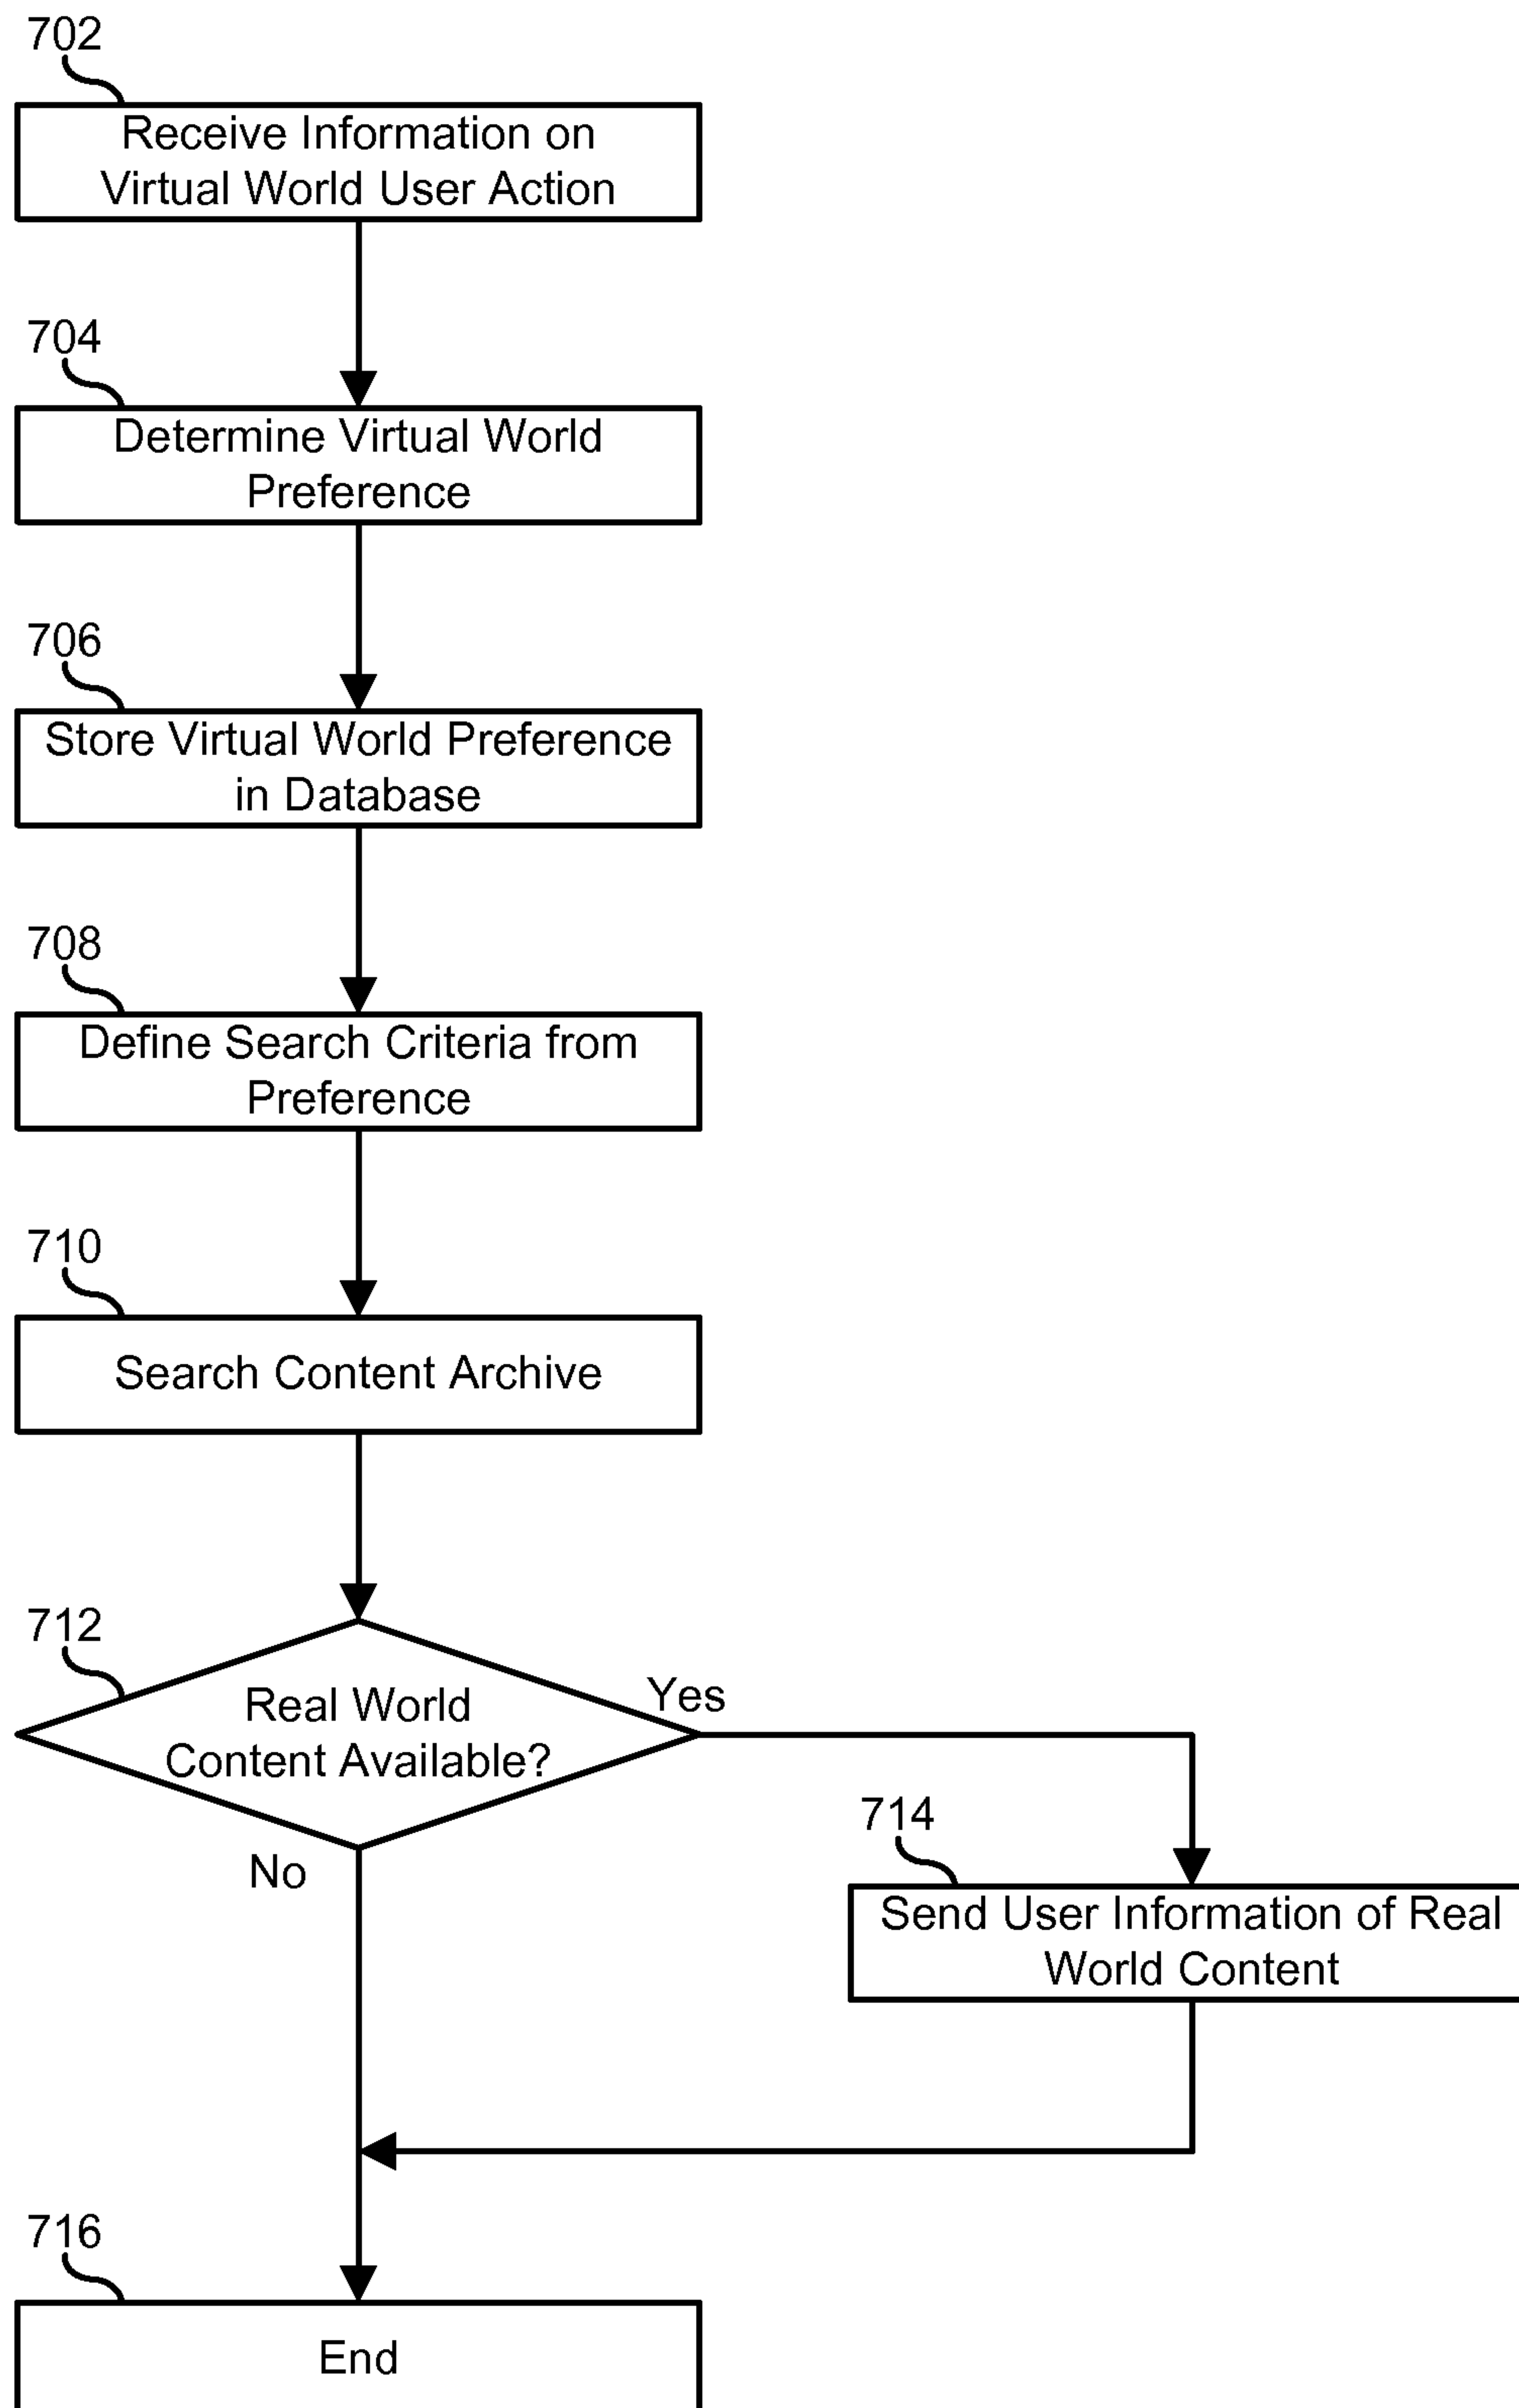 702
Receive Information on
Virtual World User Action
704
Determine Virtual World
Preference
706
Store Virtual World Preference
in Database
708
Define Search Criteria from
Preference
710
Search Content Archive
712
Real World
Content Available?
Yes
No
714
Send User Information of Real
World Content
716
End